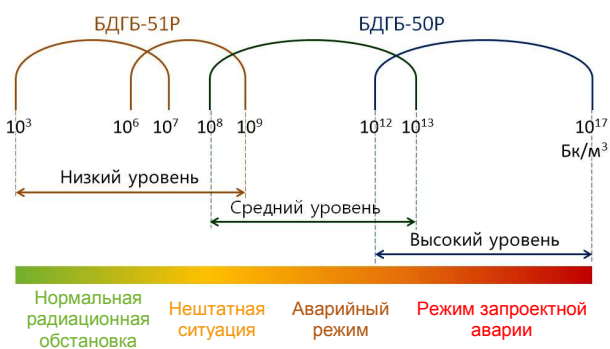 БДГБ-51Р
БДГБ-50Р
10³
10⁶
10⁷
10⁸
10⁹
10¹²
10¹³
10¹⁷
Бк/м³
Низкий уровень
Средний уровень
Высокий уровень
Нормальная
радиационная
обстановка
Нештатная
ситуация
Аварийный
режим
Режим запроектной
аварии